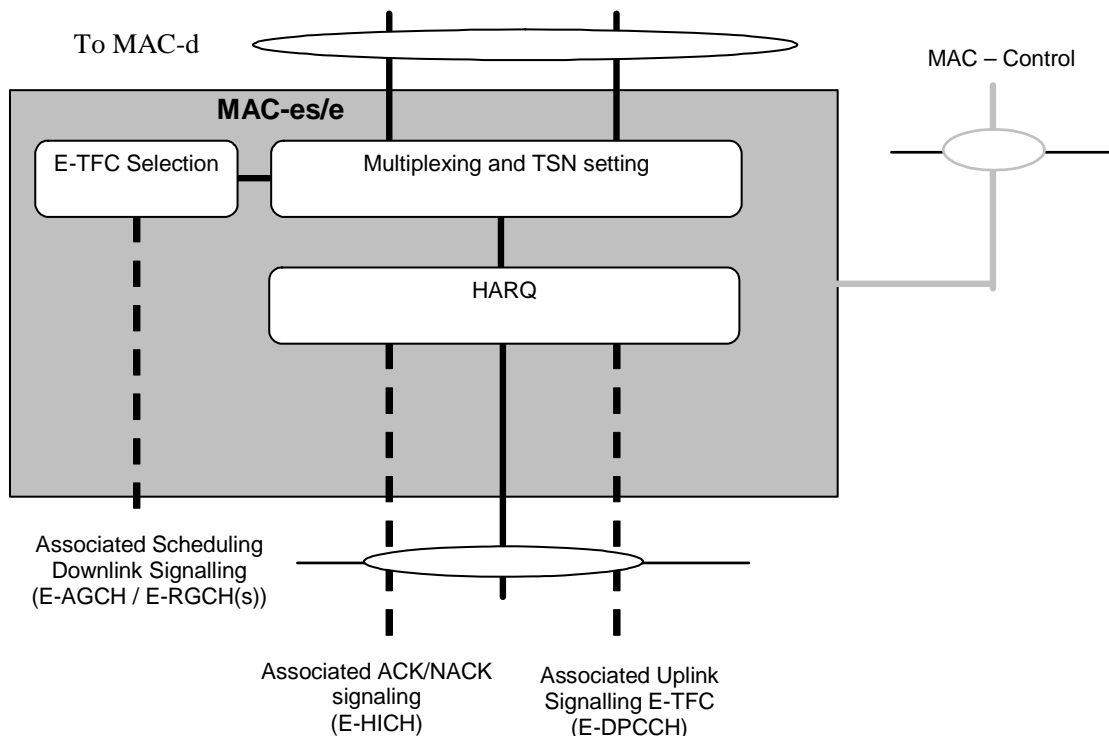 To MAC-d
MAC – Control
MAC-es/e
E-TFC Selection
Multiplexing and TSN setting
HARQ
Associated Scheduling
Downlink Signalling
(E-AGCH / E-RGCH(s))
Associated ACK/NACK
signaling
(E-HICH)
Associated Uplink
Signalling E-TFC
(E-DPCCH)